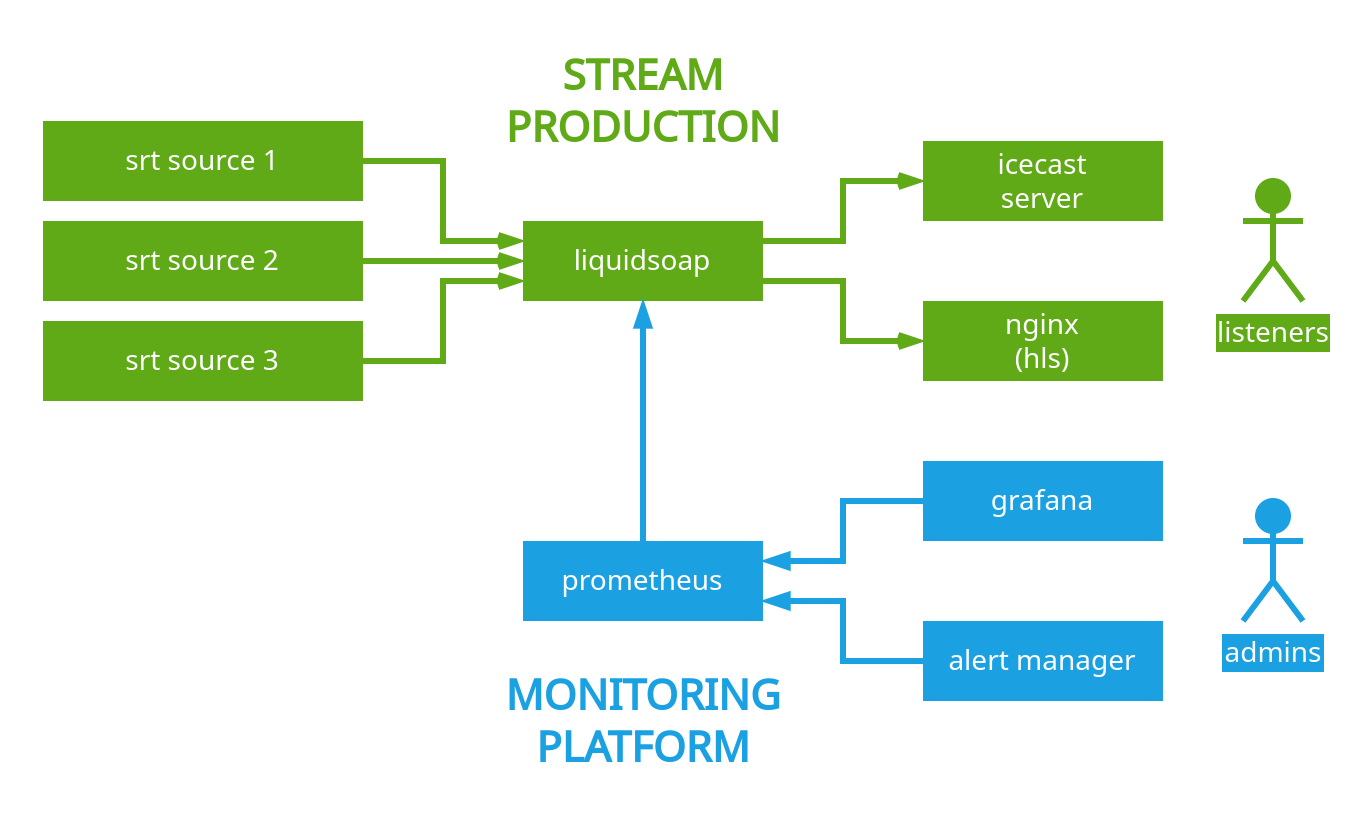 STREAM
PRODUCTION
srt source 1
srt source 2
srt source 3
liquidsoap
icecast
server
nginx
(hls)
listeners
grafana
prometheus
alert manager
admins
MONITORING
PLATFORM